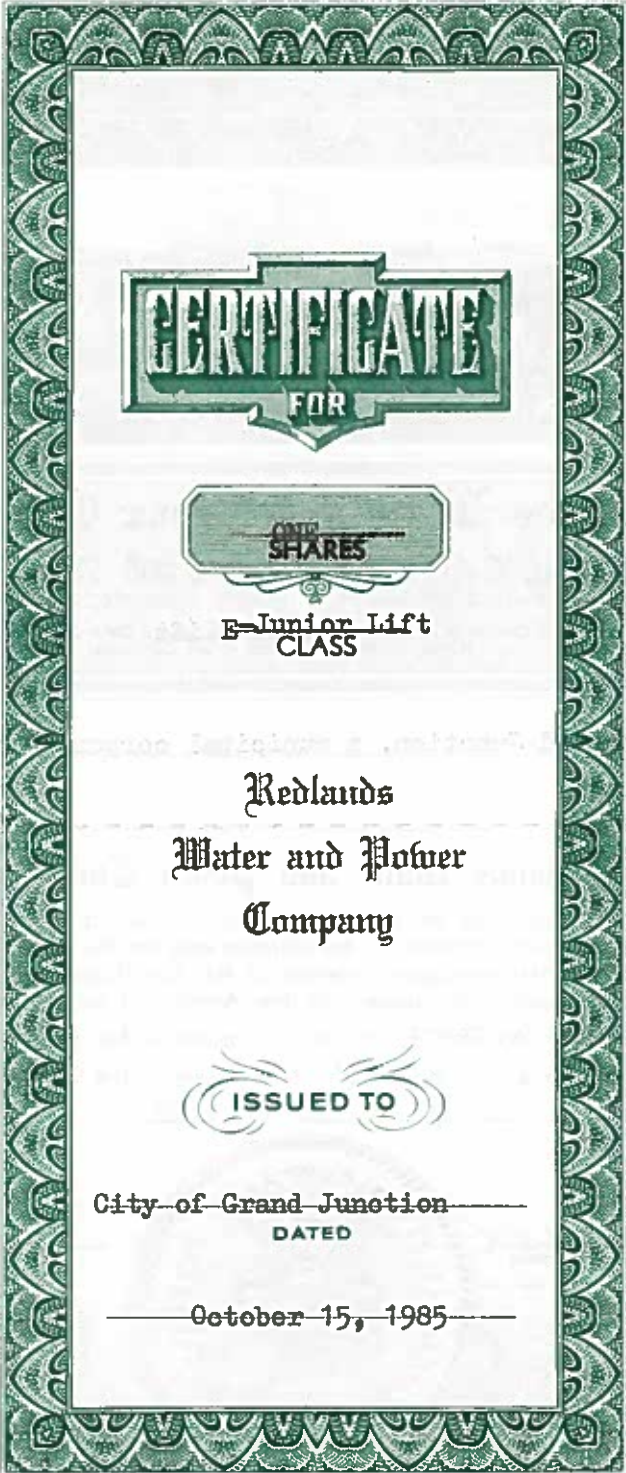 CERTIFICATE
FOR
ONE
SHARES
E-Junior Lift
CLASS
Redlands
Water and Power
Company
ISSUED TO
City of Grand Junction
DATED
October 15, 1985